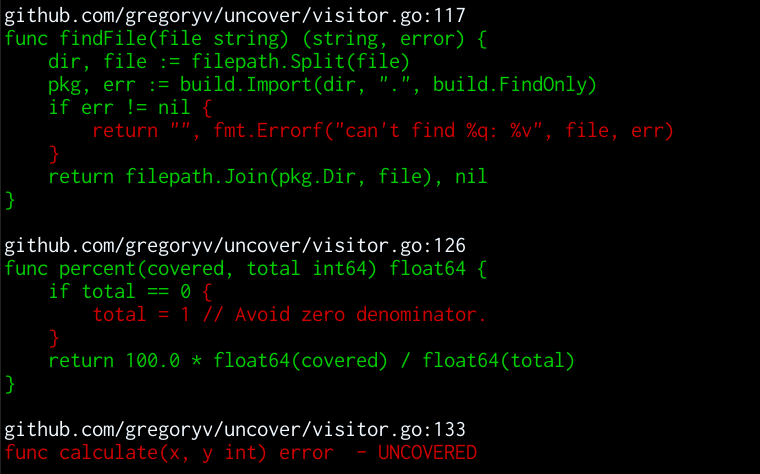 github.com/gregoryv/uncover/visitor.go:117
func findFile(file string) (string, error) {
    dir, file := filepath.Split(file)
    pkg, err := build.Import(dir, ".", build.FindOnly)
    if err != nil {
        return "", fmt.Errorf("can't find %q: %v", file, err)
    }
    return filepath.Join(pkg.Dir, file), nil
}

github.com/gregoryv/uncover/visitor.go:126
func percent(covered, total int64) float64 {
    if total == 0 {
        total = 1 // Avoid zero denominator.
    }
    return 100.0 * float64(covered) / float64(total)
}

github.com/gregoryv/uncover/visitor.go:133
func calculate(x, y int) error  - UNCOVERED